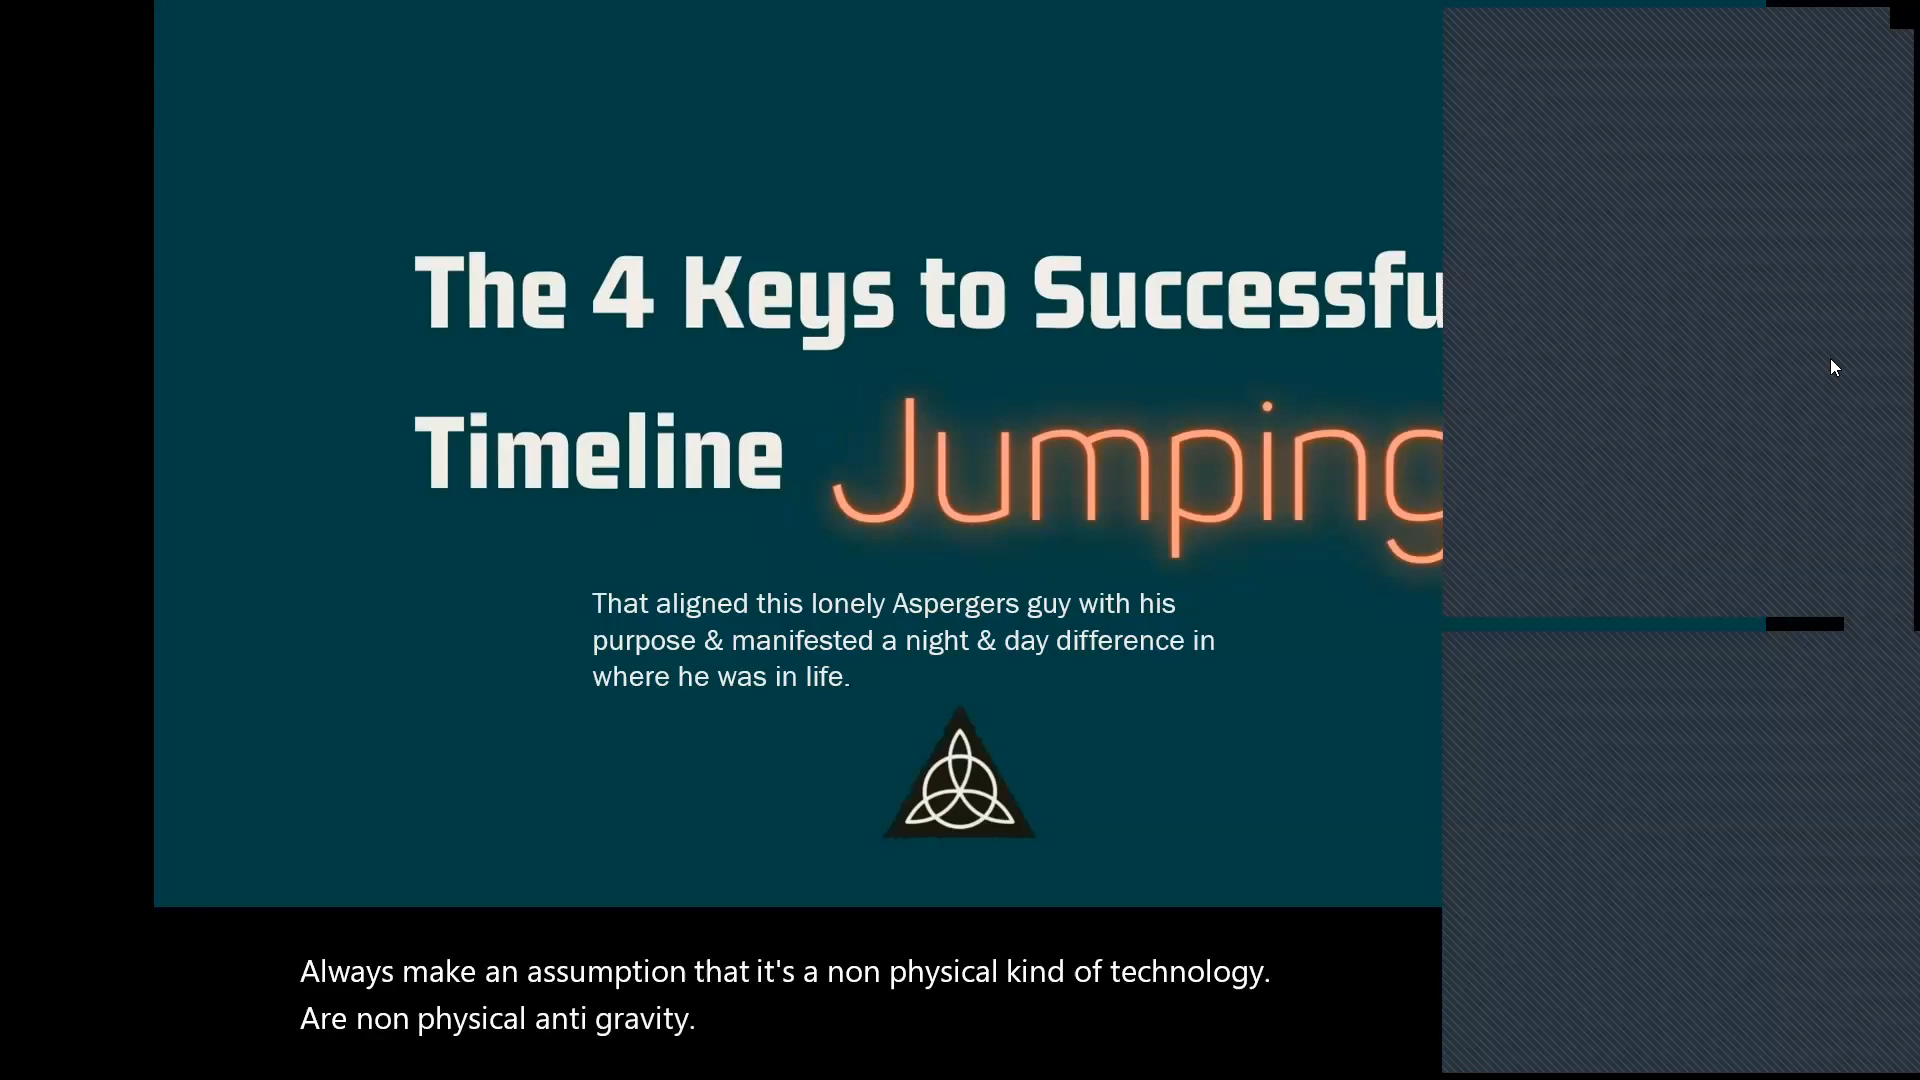 The 4 Keys to Successfu
Timeline Jumping
That aligned this lonely Aspergers guy with his
purpose & manifested a night & day difference in
where he was in life.
Always make an assumption that it's a non physical kind of technology.
Are non physical anti gravity.